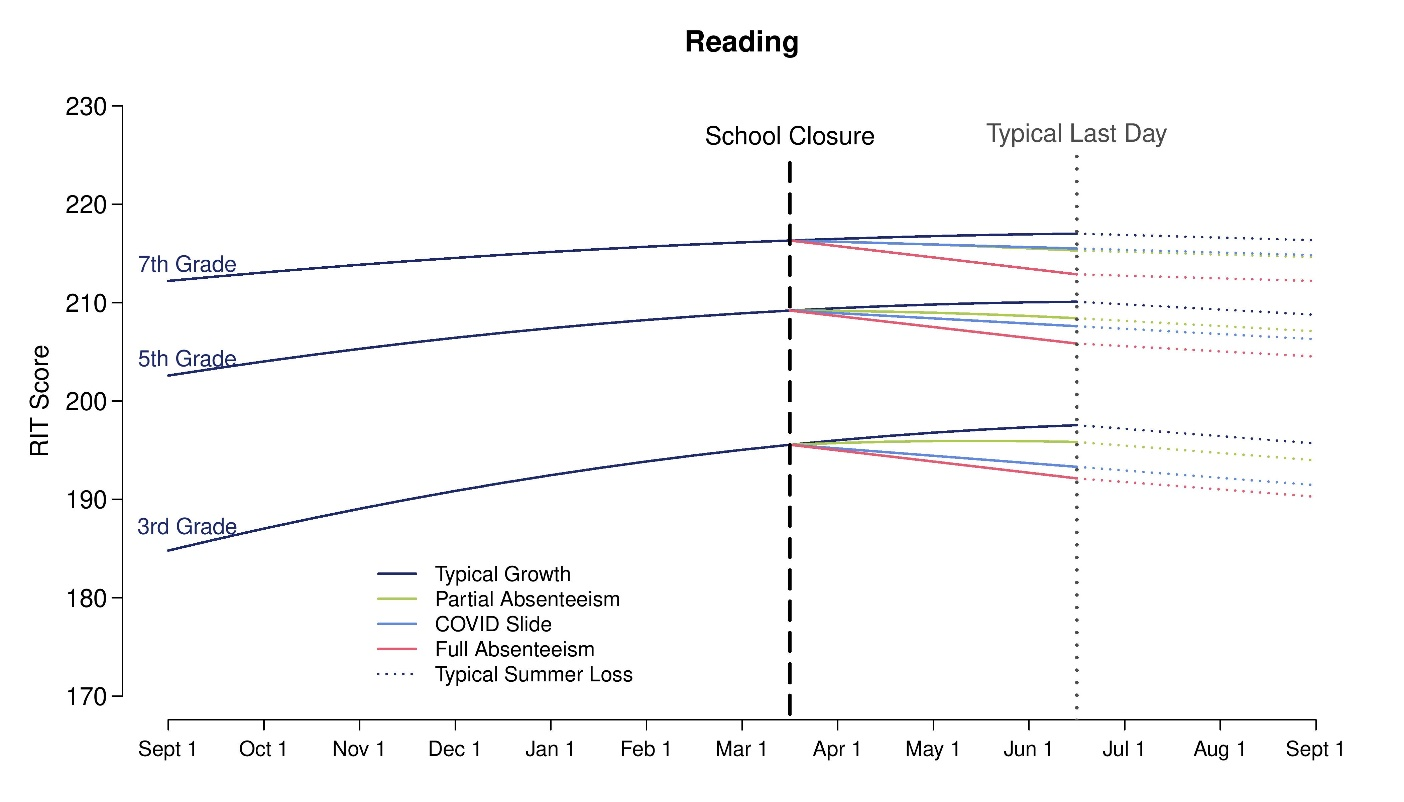 Reading
230
School Closure
Typical Last Day
220
7th Grade
210
5th Grade
RIT Score
200
190
3rd Grade
Typical Growth
180
Partial Absenteeism
COVID Slide
Full Absenteeism
Typical Summer Loss
170
Sept 1 Oct 1 Nov 1 Dec 1 Jan 1 Feb 1 Mar 1 Apr 1 May 1 Jun 1 Jul 1 Aug 1 Sept 1